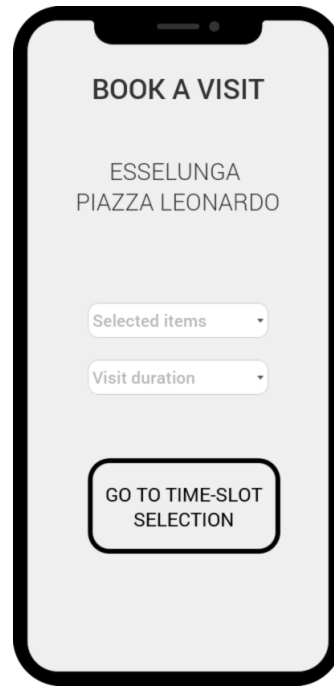 BOOK A VISIT
ESSELUNGA
PIAZZA LEONARDO
Selected items
Visit duration
GO TO TIME-SLOT
SELECTION